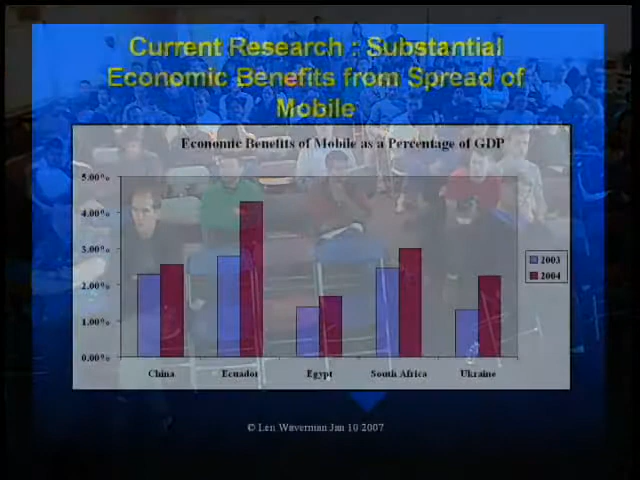 Current Research : Substantial
Economic Benefits from Spread of
Mobile
Economic Benefits of Mobile as a Percentage of GDP
5.00%
4.00%
3.00%
2.00%
1.00%
0.00%
China Ecuador Egypt South Africa Ukraine
2003
2004
© Len Waverman Jan 10 2007